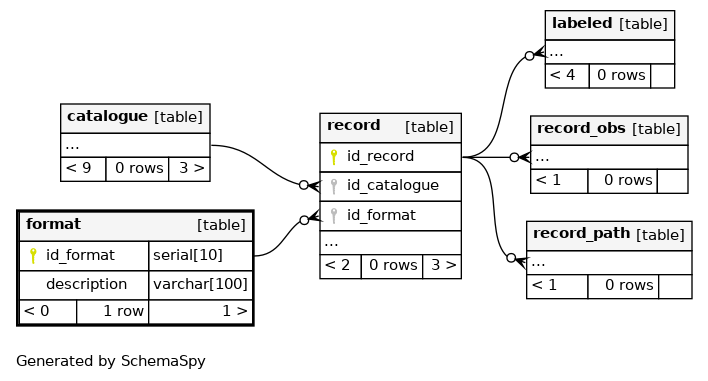 labeled [table]
...
< 4 0 rows
catalogue [table]
...
< 9 0 rows 3 >
record [table]
id_record
id_catalogue
id_format
...
< 2 0 rows 3 >
record_obs [table]
...
< 1 0 rows
format [table]
id_format serial[10]
description varchar[100]
< 0 1 row 1 >
record_path [table]
...
< 1 0 rows
Generated by SchemaSpy